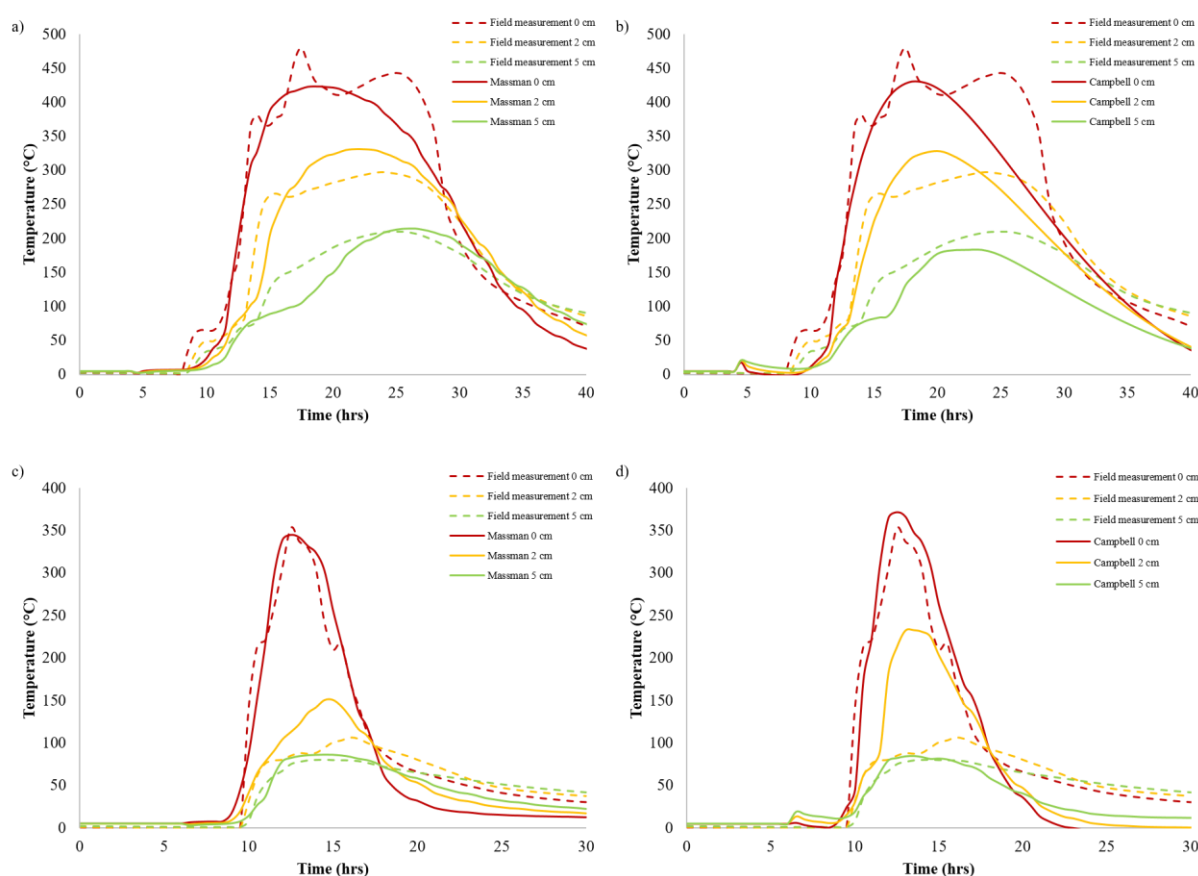 a)
Field measurement 0 cm
Field measurement 2 cm
Field measurement 5 cm
Massman 0 cm
Massman 2 cm
Massman 5 cm
500
450
400
350
300
250
200
150
100
50
0
Temperature (°C)
0 5 10 15 20 25 30 35 40
Time (hrs)
b)
Field measurement 0 cm
Field measurement 2 cm
Field measurement 5 cm
Campbell 0 cm
Campbell 2 cm
Campbell 5 cm
500
450
400
350
300
250
200
150
100
50
0
Temperature (°C)
0 5 10 15 20 25 30 35 40
Time (hrs)
c)
Field measurement 0 cm
Field measurement 2 cm
Field measurement 5 cm
Massman 0 cm
Massman 2 cm
Massman 5 cm
400
350
300
250
200
150
100
50
0
Temperature (°C)
0 5 10 15 20 25 30
Time (hrs)
d)
Field measurement 0 cm
Field measurement 2 cm
Field measurement 5 cm
Campbell 0 cm
Campbell 2 cm
Campbell 5 cm
400
350
300
250
200
150
100
50
0
Temperature (°C)
0 5 10 15 20 25 30
Time (hrs)